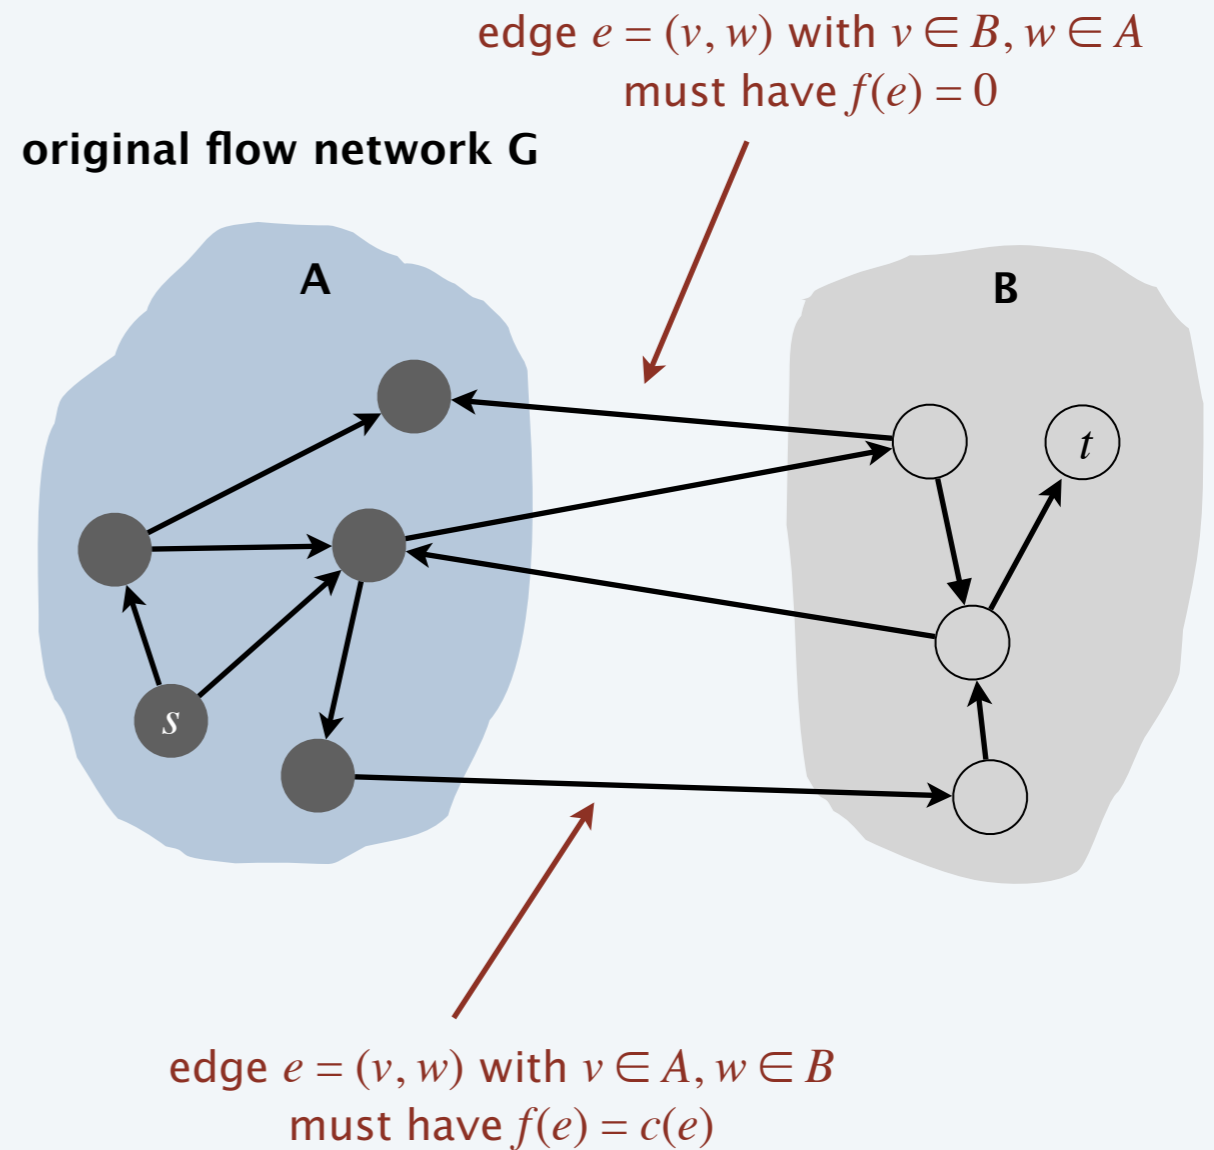 edge e = (v, w) with v ∈ B, w ∈ A
must have f(e) = 0
original flow network G
A
B
t
s
edge e = (v, w) with v ∈ A, w ∈ B
must have f(e) = c(e)